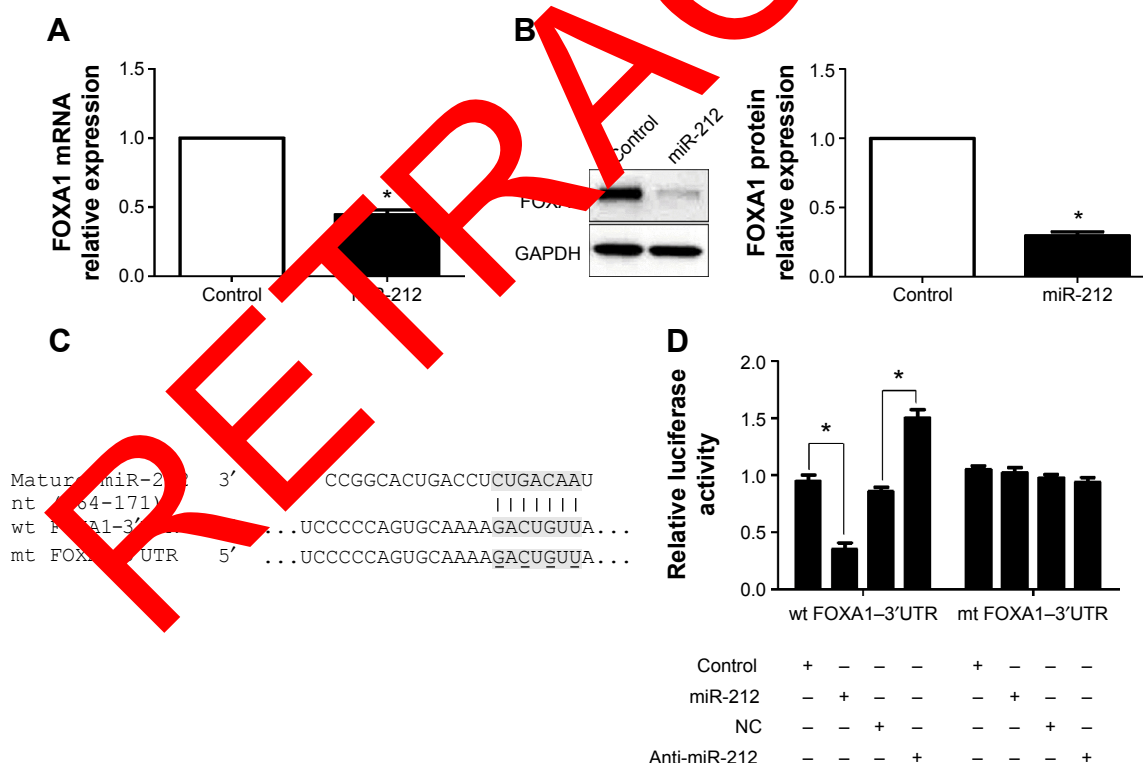 A
FOXA1 mRNA
relative expression
1.5
1.0
0.5
0.0
*
Control
B
Control
miR-212
GAPDH
FOXA1 protein
relative expression
1.5
1.0
0.5
0.0
*
Control
miR-212
C
3′ CCGGCACUGACCUCUGACAAU
nt
wt
...UCCCCCAGUGCAAAAGACUGUUA...
mt 5′ ...UCCCCCAGUGCAAAAGACUGUUA...
D
Relative luciferase
activity
2.0
1.5
1.0
0.5
0.0
*
*
wt FOXA1–3′UTR mt FOXA1–3′UTR
Control + – – – + – – –
miR-212 – + – – – + – –
NC – – + – – – + –
Anti-miR-212 – – – + – – – +